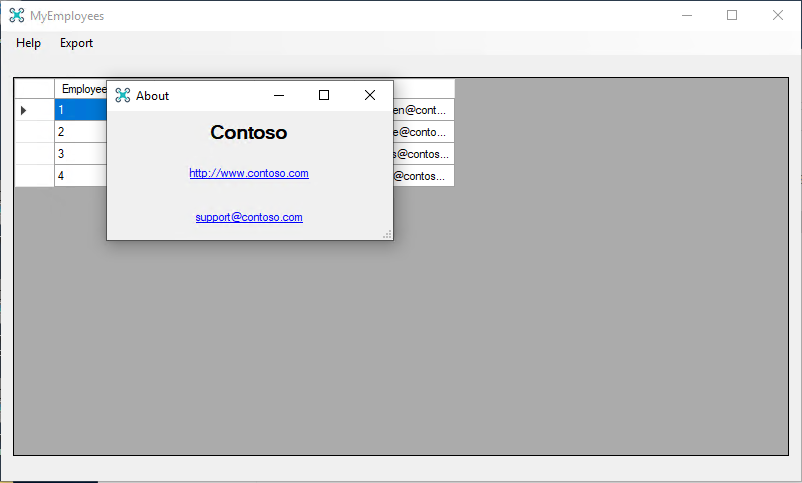 MyEmployees
Help Export
Employee
About
Contoso
http://www.contoso.com
support@contoso.com
1 en@cont...
2 e@conto...
3 s@contos...
4 @contos...